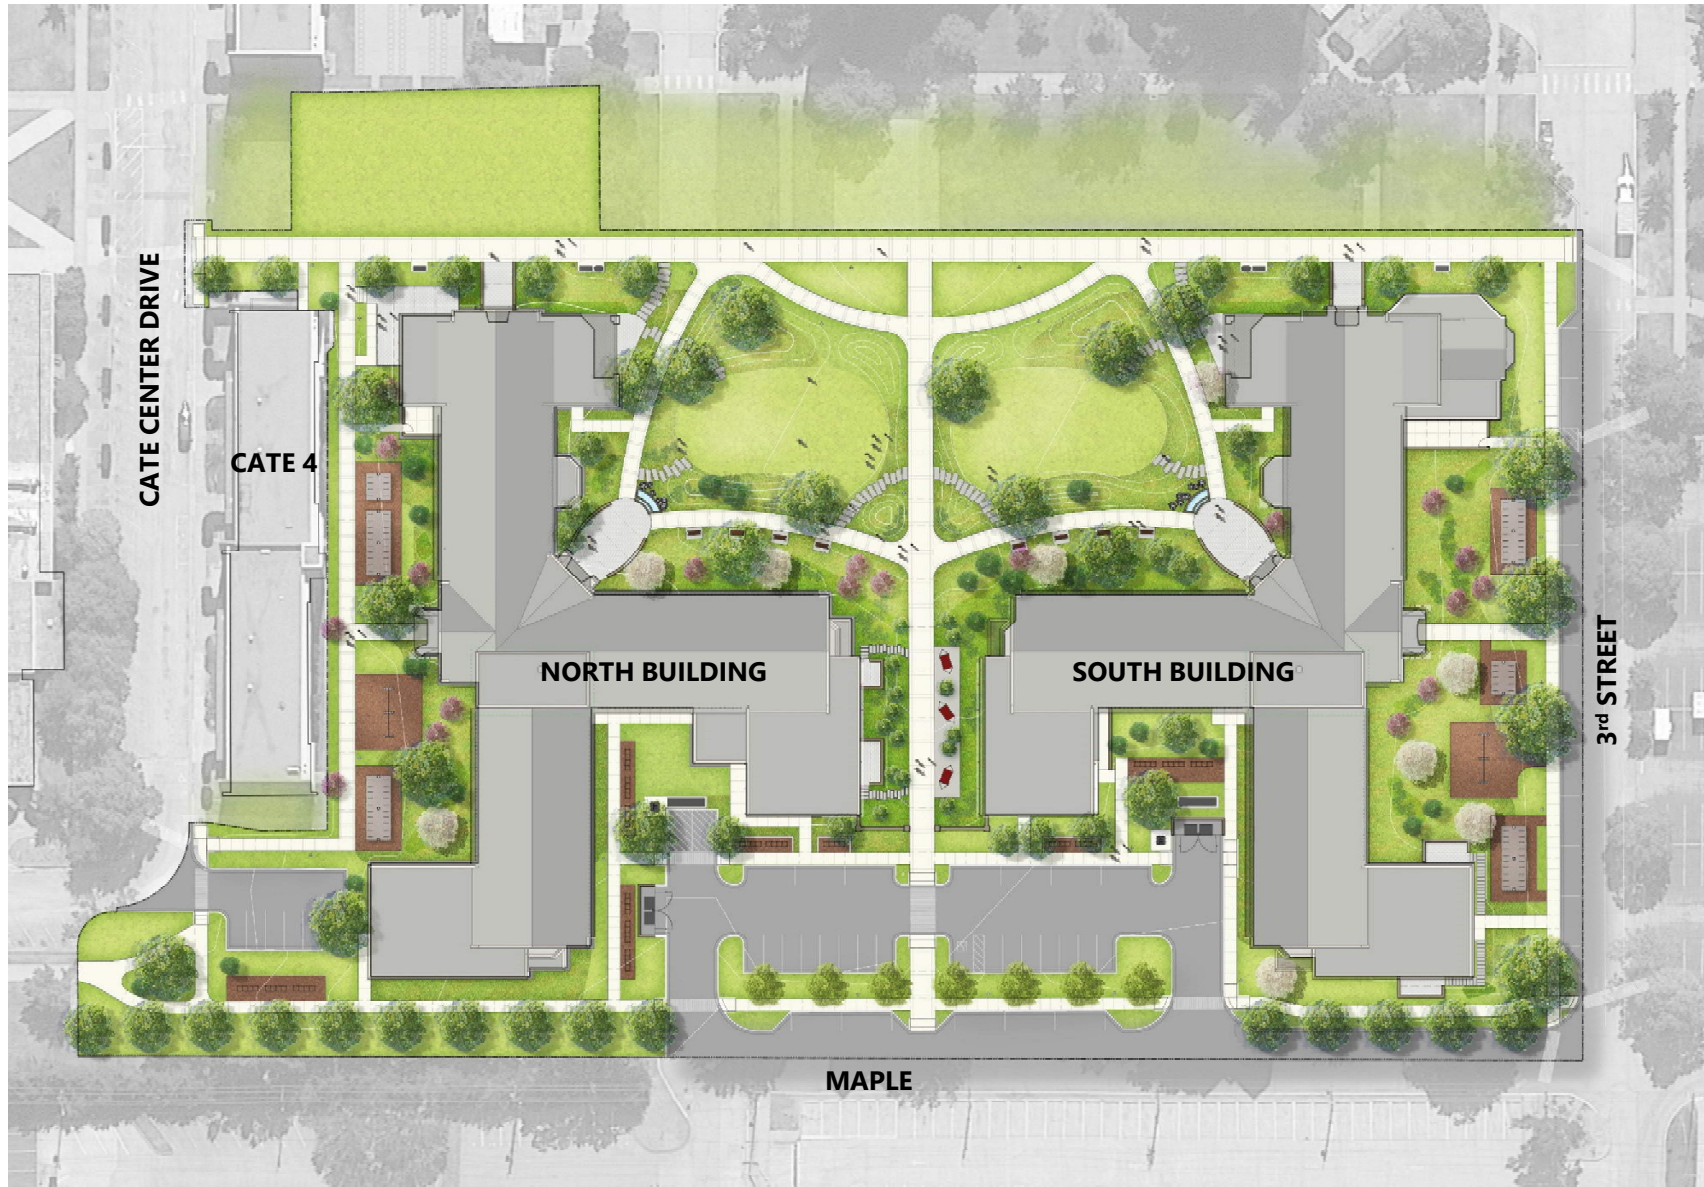 CATE CENTER DRIVE
CATE 4
NORTH BUILDING
SOUTH BUILDING
3rd STREET
MAPLE